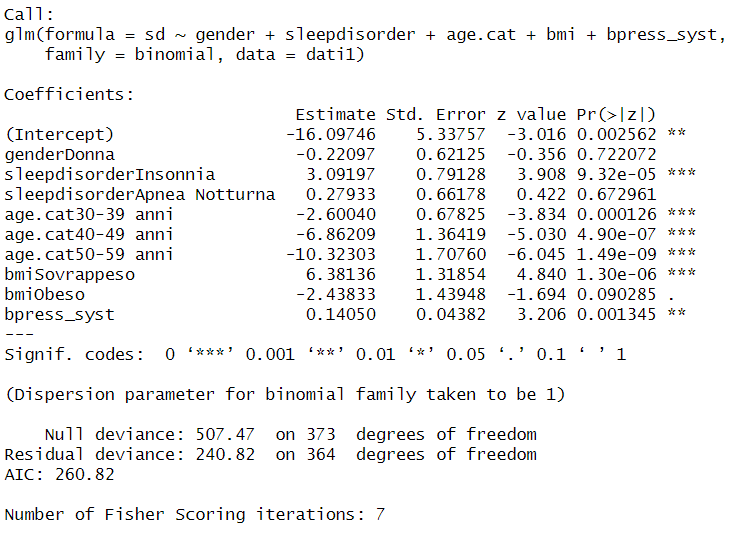 Call:
glm(formula = sd ~ gender + sleepdisorder + age.cat + bmi + bpress_syst,
    family = binomial, data = dati1)

Coefficients:
                             Estimate Std. Error z value Pr(>|z|)
(Intercept)                 -16.09746    5.33757  -3.016 0.002562 **
genderDonna                  -0.22097    0.62125  -0.356 0.722072
sleepdisorderInsonnia         3.09197    0.79128   3.908 9.32e-05 ***
sleepdisorderApnea Notturna   0.27933    0.66178   0.422 0.672961
age.cat30-39 anni            -2.60040    0.67825  -3.834 0.000126 ***
age.cat40-49 anni            -6.86209    1.36419  -5.030 4.90e-07 ***
age.cat50-59 anni           -10.32303    1.70760  -6.045 1.49e-09 ***
bmiSovrappeso                 6.38136    1.31854   4.840 1.30e-06 ***
bmiObeso                     -2.43833    1.43948  -1.694 0.090285 .
bpress_syst                   0.14050    0.04382   3.206 0.001345 **
---
Signif. codes:  0 ‘***’ 0.001 ‘**’ 0.01 ‘*’ 0.05 ‘.’ 0.1 ‘ ’ 1

(Dispersion parameter for binomial family taken to be 1)

    Null deviance: 507.47  on 373  degrees of freedom
Residual deviance: 240.82  on 364  degrees of freedom
AIC: 260.82

Number of Fisher Scoring iterations: 7